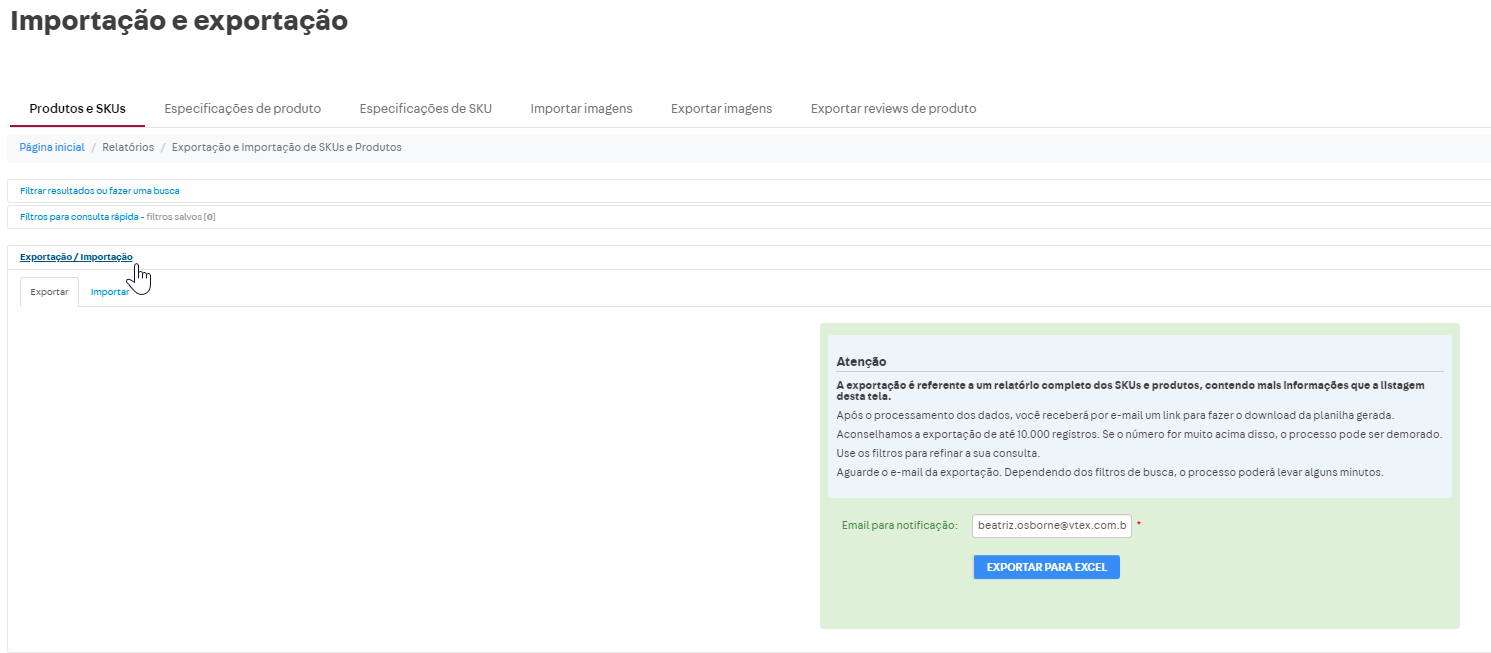 Importação e exportação
Produtos e SKUs
Especificações de produto
Especificações de SKU
Importar imagens
Exportar imagens
Exportar reviews de produto
Página inicial / Relatórios / Exportação e Importação de SKUs e Produtos
Filtrar resultados ou fazer uma busca
Filtros para consulta rápida - filtros salvos [0]
Exportação / Importação
Exportar
Importar
Atenção
A exportação é referente a um relatório completo dos SKUs e produtos, contendo mais informações que a listagem
desta tela.
Após o processamento dos dados, você receberá por e-mail um link para fazer o download da planilha gerada.
Aconselhamos a exportação de até 10.000 registros. Se o número for muito acima disso, o processo pode ser demorado.
Use os filtros para refinar a sua consulta.
Aguarde o e-mail da exportação. Dependendo dos filtros de busca, o processo poderá levar alguns minutos.
Email para notificação: beatriz.osborne@vtex.com.b *
EXPORTAR PARA EXCEL